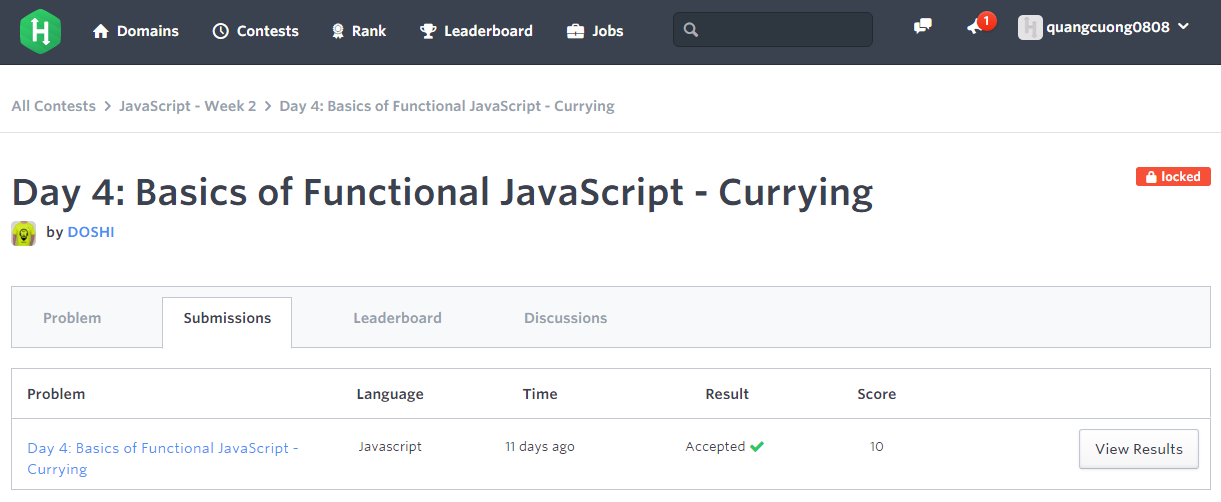 H Domains Contests Rank Leaderboard Jobs 1 H quangcuong0808
All Contests > JavaScript - Week 2 > Day 4: Basics of Functional JavaScript - Currying
Day 4: Basics of Functional JavaScript - Currying
locked
by DOSHI
Problem Submissions Leaderboard Discussions
Problem Language Time Result Score
Day 4: Basics of Functional JavaScript - Javascript 11 days ago Accepted 10 View Results
Currying